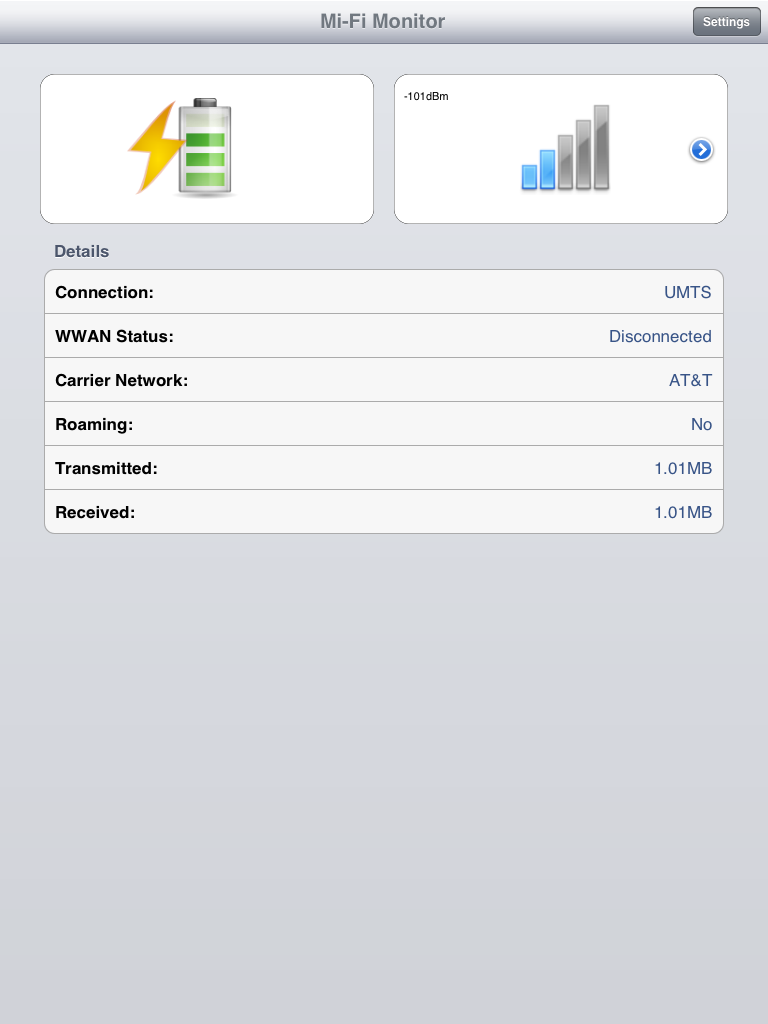 Mi-Fi Monitor
Settings
-101dBm
Details
Connection: UMTS
WWAN Status: Disconnected
Carrier Network: AT&T
Roaming: No
Transmitted: 1.01MB
Received: 1.01MB